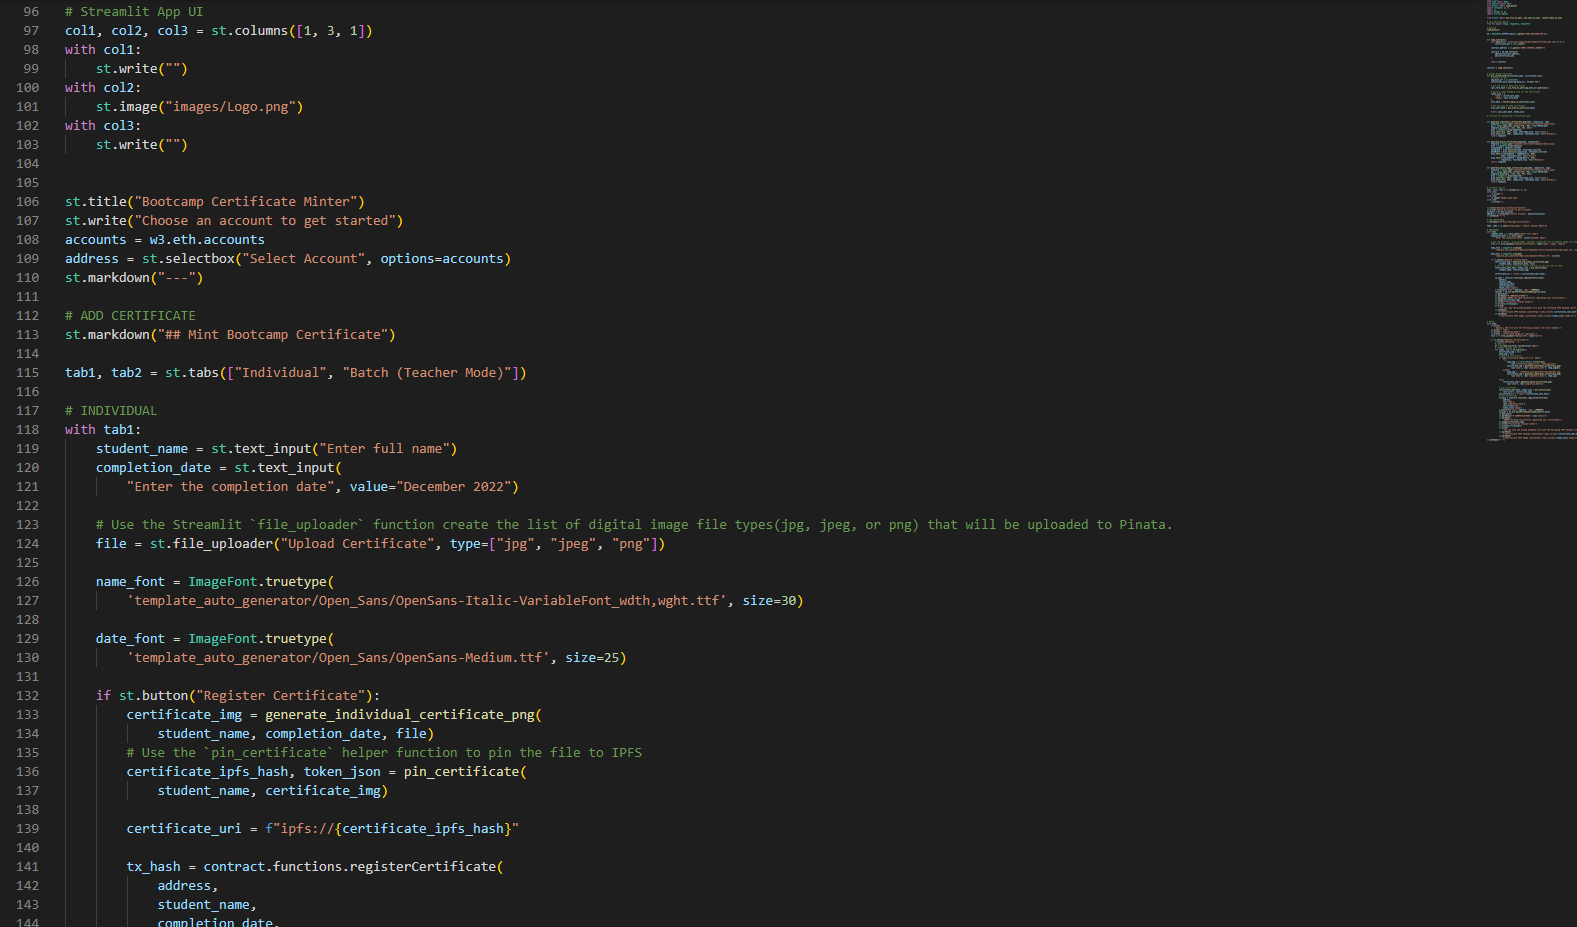 96 # Streamlit App UI
97 col1, col2, col3 = st.columns([1, 3, 1])
98 with col1:
99     st.write("")
100 with col2:
101     st.image("images/Logo.png")
102 with col3:
103     st.write("")
104
105
106 st.title("Bootcamp Certificate Minter")
107 st.write("Choose an account to get started")
108 accounts = w3.eth.accounts
109 address = st.selectbox("Select Account", options=accounts)
110 st.markdown("---")
111
112 # ADD CERTIFICATE
113 st.markdown("## Mint Bootcamp Certificate")
114
115 tab1, tab2 = st.tabs(["Individual", "Batch (Teacher Mode)"])
116
117 # INDIVIDUAL
118 with tab1:
119     student_name = st.text_input("Enter full name")
120     completion_date = st.text_input(
121         "Enter the completion date", value="December 2022")
122
123     # Use the Streamlit `file_uploader` function create the list of digital image file types(jpg, jpeg, or png) that will be uploaded to Pinata.
124     file = st.file_uploader("Upload Certificate", type=["jpg", "jpeg", "png"])
125
126     name_font = ImageFont.truetype(
127         'template_auto_generator/Open_Sans/OpenSans-Italic-VariableFont_wdth,wght.ttf', size=30)
128
129     date_font = ImageFont.truetype(
130         'template_auto_generator/Open_Sans/OpenSans-Medium.ttf', size=25)
131
132     if st.button("Register Certificate"):
133         certificate_img = generate_individual_certificate_png(
134             student_name, completion_date, file)
135         # Use the `pin_certificate` helper function to pin the file to IPFS
136         certificate_ipfs_hash, token_json = pin_certificate(
137             student_name, certificate_img)
138
139         certificate_uri = f"ipfs://{certificate_ipfs_hash}"
140
141         tx_hash = contract.functions.registerCertificate(
142             address,
143             student_name,
144             completion_date,